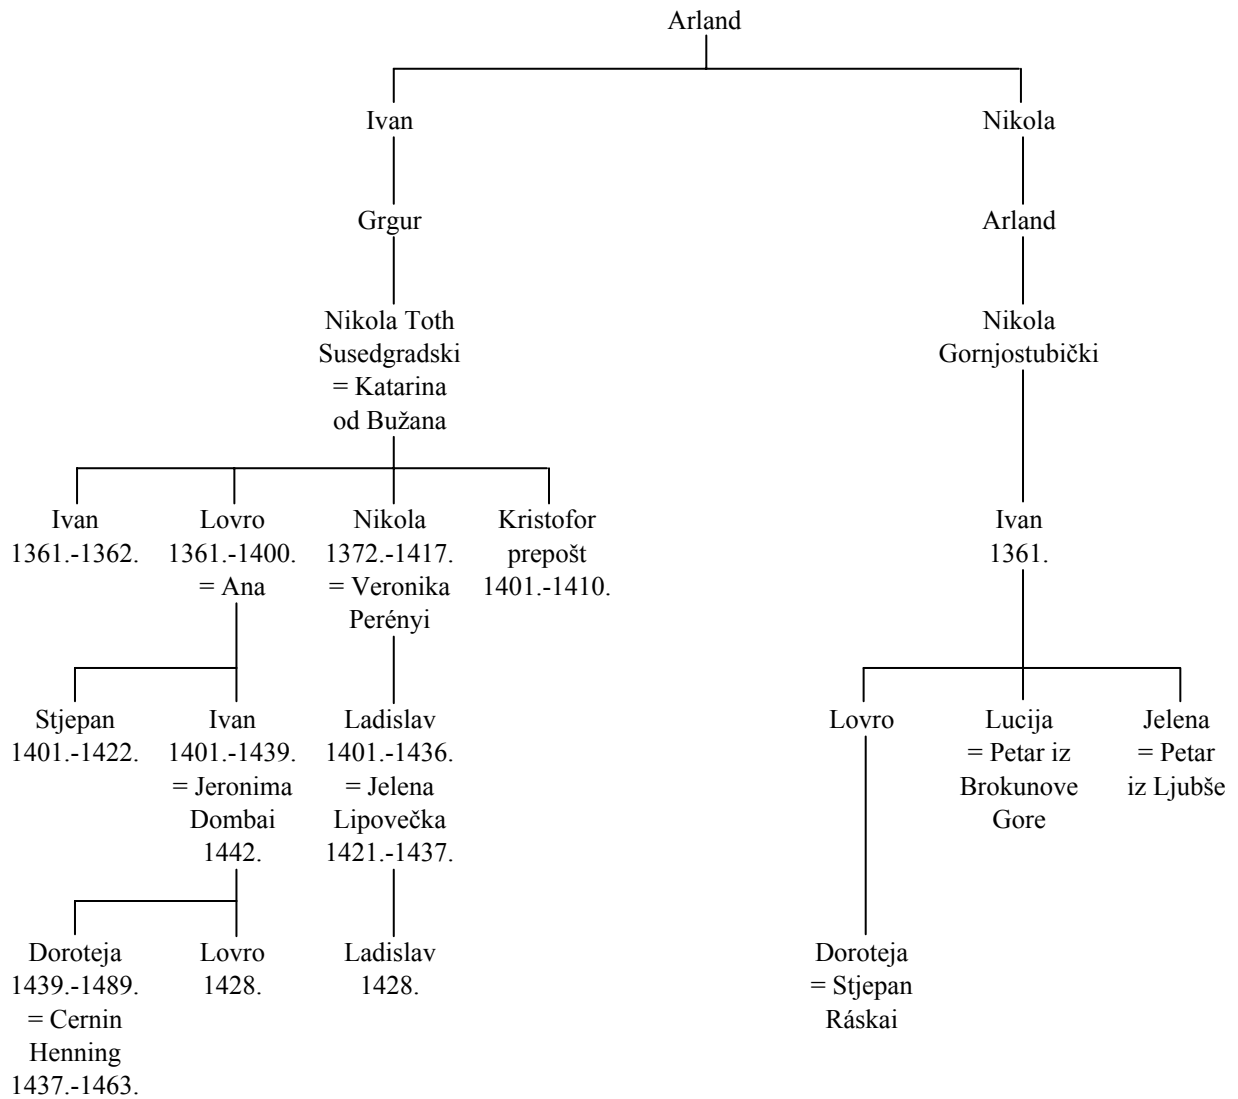 Arland
Ivan
Nikola
Grgur
Arland
Nikola Toth
Susedgradski
= Katarina
od Bužana
Nikola
Gornjostubički
Ivan
1361.-1362.
Lovro
1361.-1400.
= Ana
Nikola
1372.-1417.
= Veronika
Perényi
Kristofor
prepošt
1401.-1410.
Ivan
1361.
Stjepan
1401.-1422.
Ivan
1401.-1439.
= Jeronima
Dombai
1442.
Ladislav
1401.-1436.
= Jelena
Lipovečka
1421.-1437.
Lovro
Lucija
= Petar iz
Brokunove
Gore
Jelena
= Petar
iz Ljubše
Doroteja
1439.-1489.
= Cernin
Henning
1437.-1463.
Lovro
1428.
Ladislav
1428.
Doroteja
= Stjepan
Ráskai